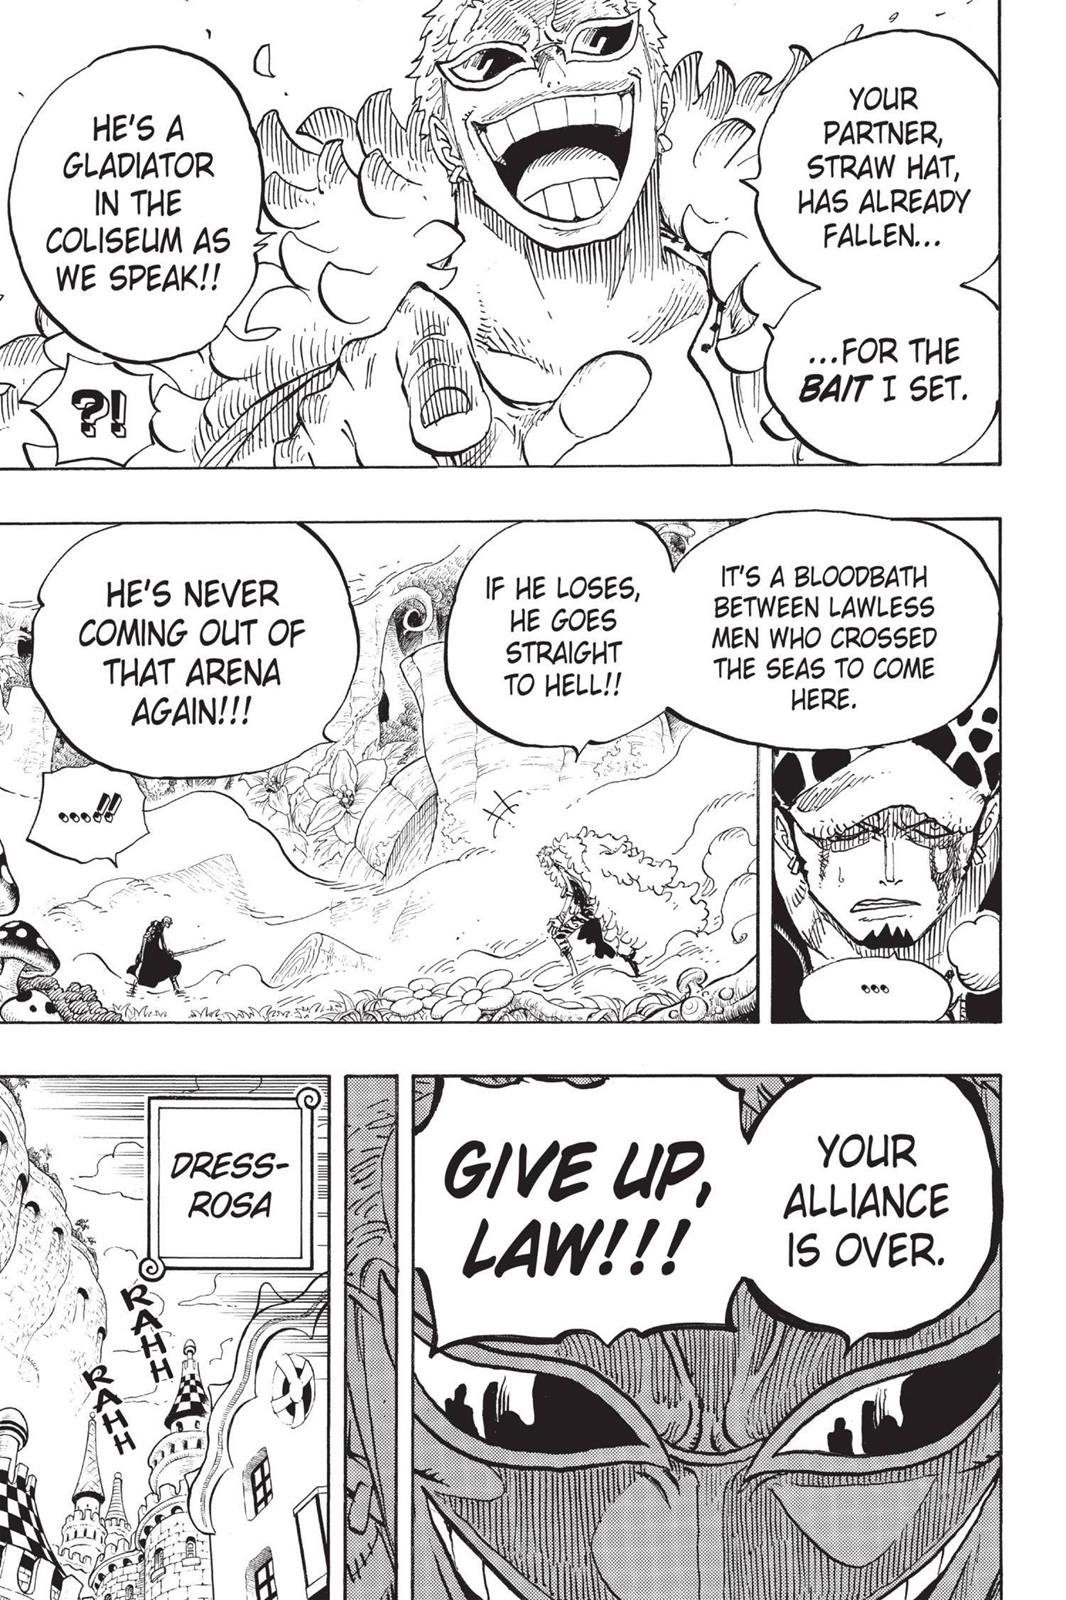 YOUR
PARTNER,
STRAW HAT,
HAS ALREADY
FALLEN...
...FOR THE
BAIT I SET.
HE'S A
GLADIATOR
IN THE
COLISEUM AS
WE SPEAK!!
?!
IT'S A BLOODBATH
BETWEEN LAWLESS
MEN WHO CROSSED
THE SEAS TO COME
HERE.
...
IF HE LOSES,
HE GOES
STRAIGHT
TO HELL!!
HE'S NEVER
COMING OUT OF
THAT ARENA
AGAIN!!!
...!!
YOUR
ALLIANCE
IS OVER.
GIVE UP,
LAW!!!
DRESS-
ROSA
RAHH
RAHH